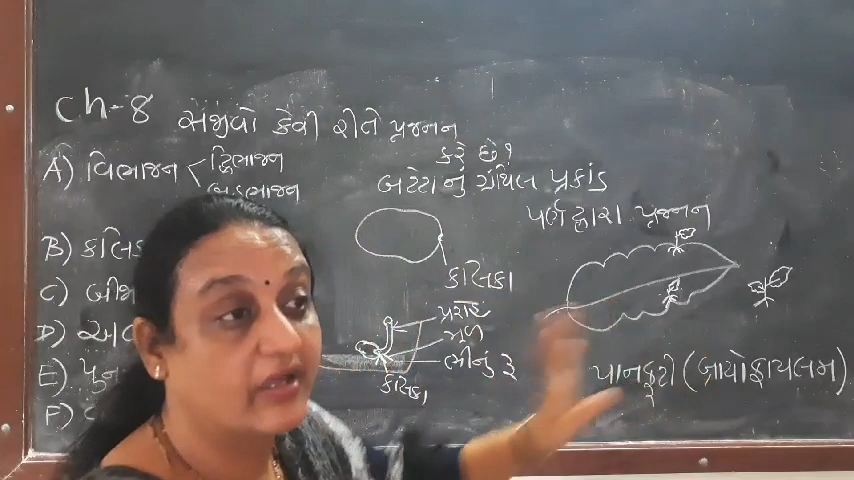 Ch-8 સજીવો કેવી રીતે પ્રજનન
કરે છે?
A) વિભાજન < દ્વિભાજન
બહુભાજન
B) કલિકા
C) બીજા
D) અવ
E) પુન
F)
બટેટાનું ગ્રંથિલ પ્રકાંડ
કલિકા
પ્રરોહ
મૂળ
ભીનું રૂ
કલિકા
પર્ણ દ્વારા પ્રજનન
પાનફુટી (બ્રાયોફાયલમ)